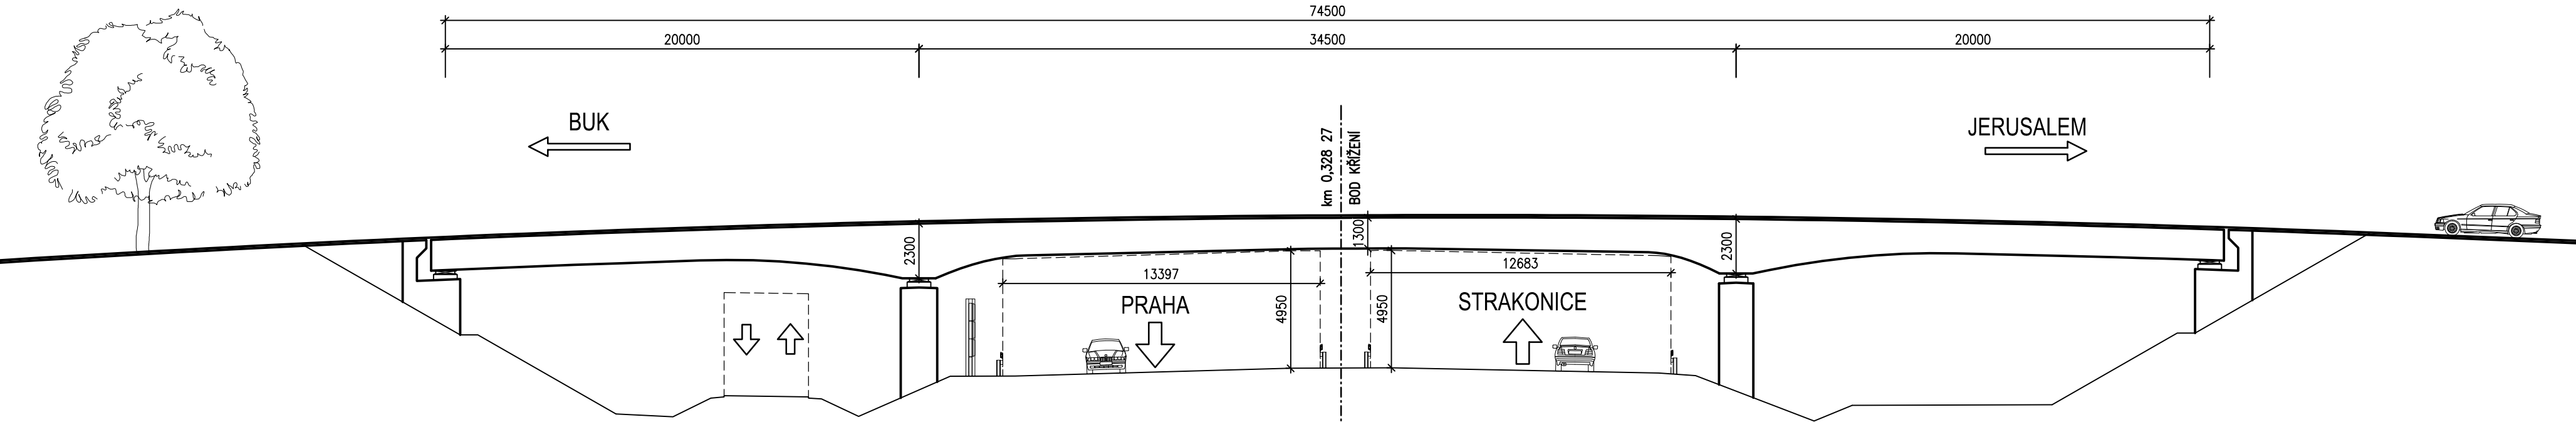 74500
20000
34500
20000
BUK
JERUSALEM
km 0,328 27
BOD KŘÍŽENÍ
2300
1300
2300
13397
12683
PRAHA
4950
4950
STRAKONICE